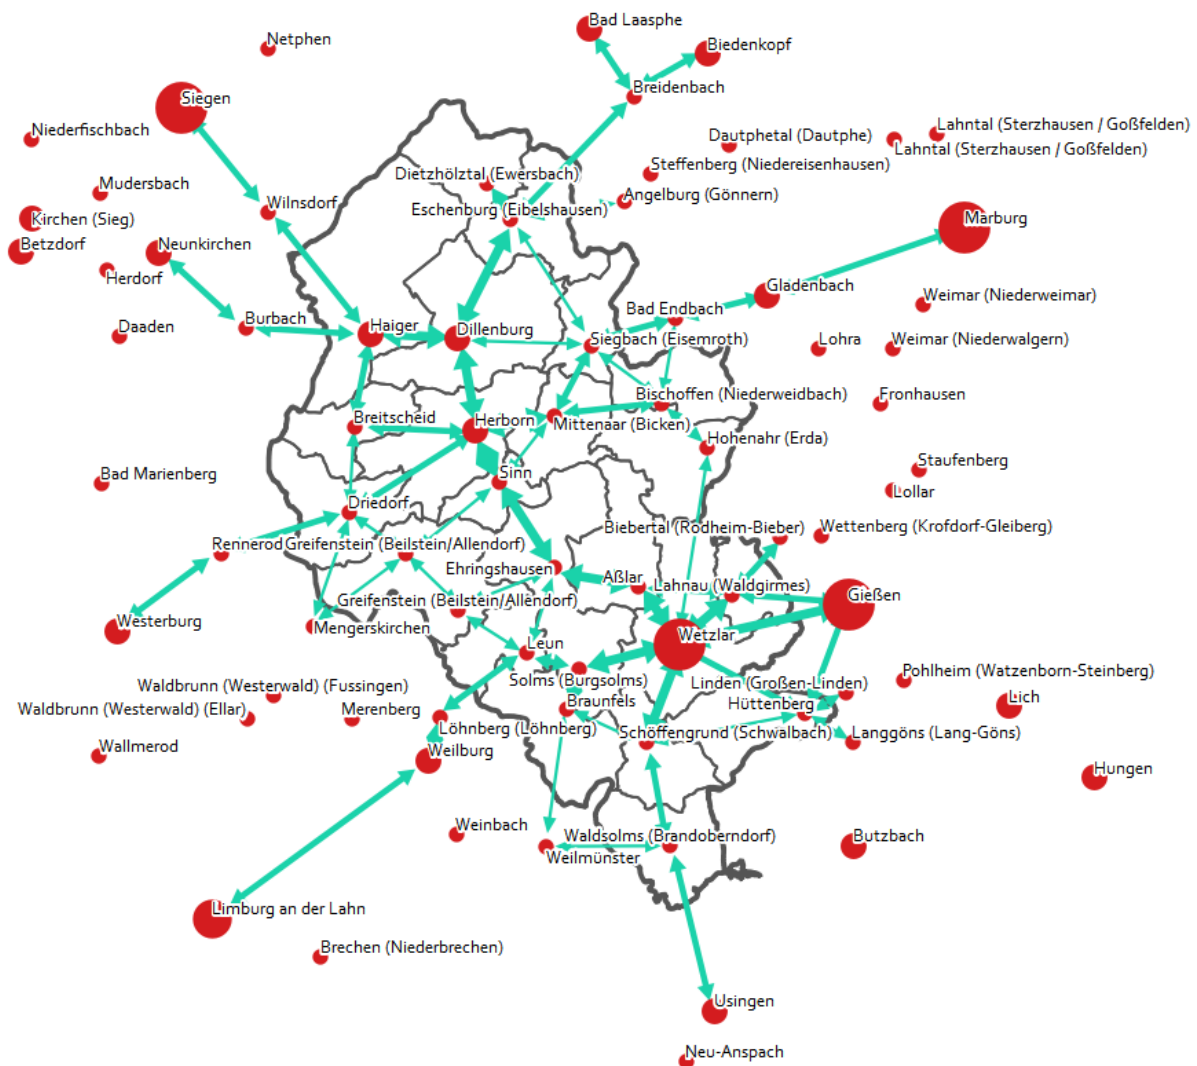 Bad Laasphe
Netphen
Biedenkopf
Breidenbach
Siegen
Niederfischbach
Lahntal (Sterzhausen / Goßfelden)
Dautphetal (Dautphe)
Lahntal (Sterzhausen / Goßfelden)
Steffenberg (Niedereisenhausen)
Dietzhölztal (Ewersbach)
Mudersbach
Angelburg (Gönnern)
Wilnsdorf
Eschenburg (Eibelshausen)
Kirchen (Sieg)
Marburg
Betzdorf
Neunkirchen
Herdorf
Gladenbach
Weimar (Niederweimar)
Bad Endbach
Burbach
Daaden
Haiger
Dillenburg
Siegbach (Eisemroth)
Lohra
Weimar (Niederwalgern)
Bischoffen (Niederweidbach)
Fronhausen
Breitscheid
Herborn
Mittenaar (Bicken)
Hohenahr (Erda)
Staufenberg
Bad Marienberg
Sinn
Lollar
Driedorf
Biebertal (Rodheim-Bieber)
Wettenberg (Krofdorf-Gleiberg)
Rennerod
Greifenstein (Beilstein/Allendorf)
Ehringshausen
Aßlar
Lahnau (Waldgirmes)
Gießen
Greifenstein (Beilstein/Allendorf)
Westerburg
Mengerskirchen
Wetzlar
Leun
Pohlheim (Watzenborn-Steinberg)
Solms (Burgsolms)
Linden (Großen-Linden)
Waldbrunn (Westerwald) (Fussingen)
Lich
Braunfels
Hüttenberg
Waldbrunn (Westerwald) (Ellar)
Merenberg
Löhnberg (Löhnberg)
Schöffengrund (Schwalbach)
Langgöns (Lang-Göns)
Wallmerod
Weilburg
Hungen
Weinbach
Waldsolms (Brandoberndorf)
Butzbach
Weilmünster
Limburg an der Lahn
Brechen (Niederbrechen)
Usingen
Neu-Anspach